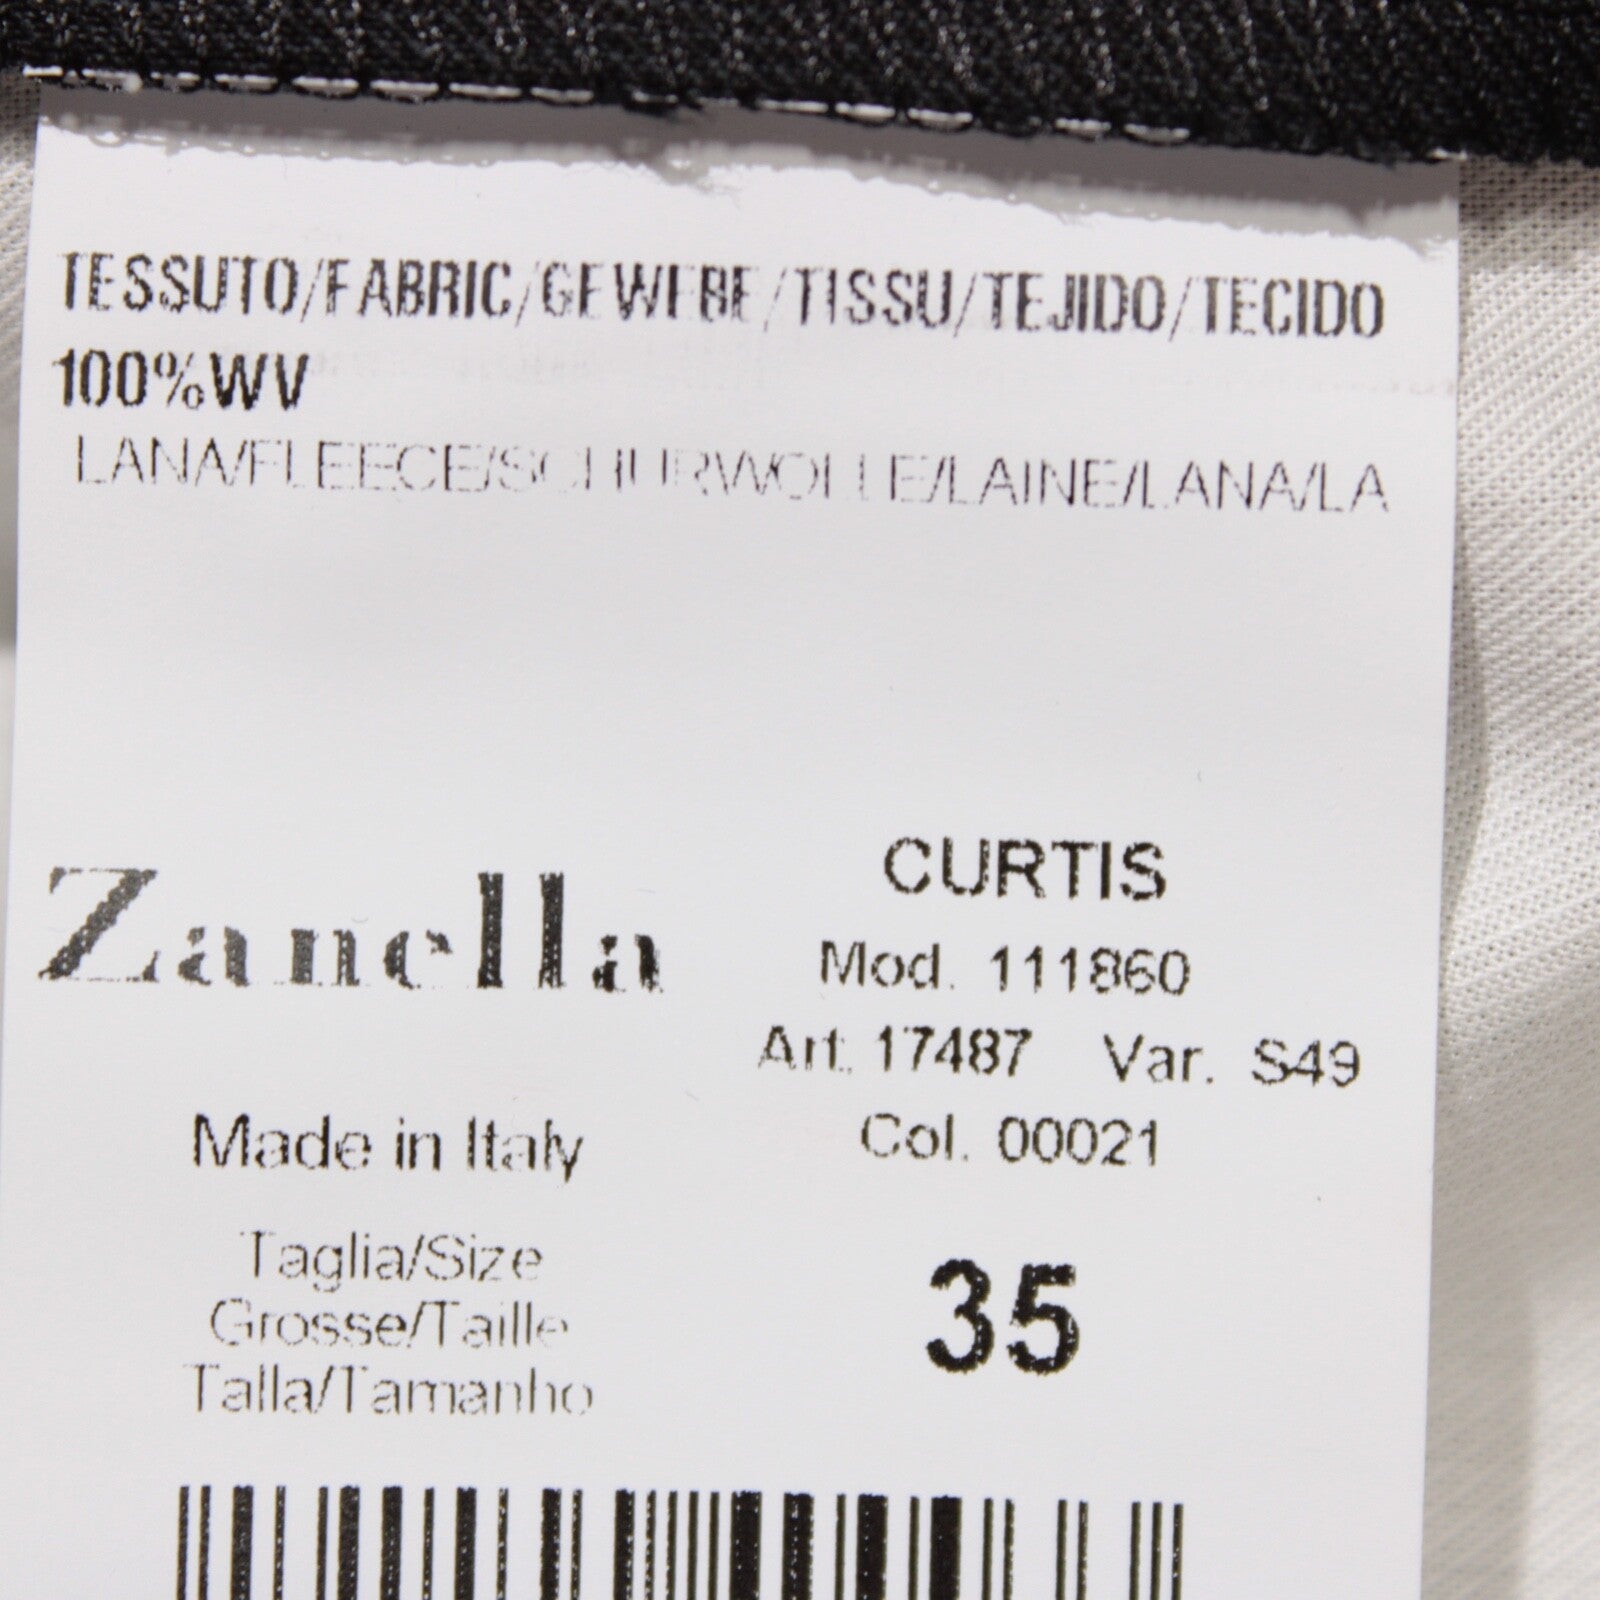 TESSUTO/FABRIC/GEWEBE/TISSU/TEJIDO/TECIDO
100%WV
LANA/FLEECE/SCHURWOLLE/LAINE/LANA/LA
Zanella
CURTIS
Mod. 111860
Art. 17487 Var. S49
Made in Italy
Col. 00021
Taglia/Size
Grosse/Taille
Talla/Tamanho
35